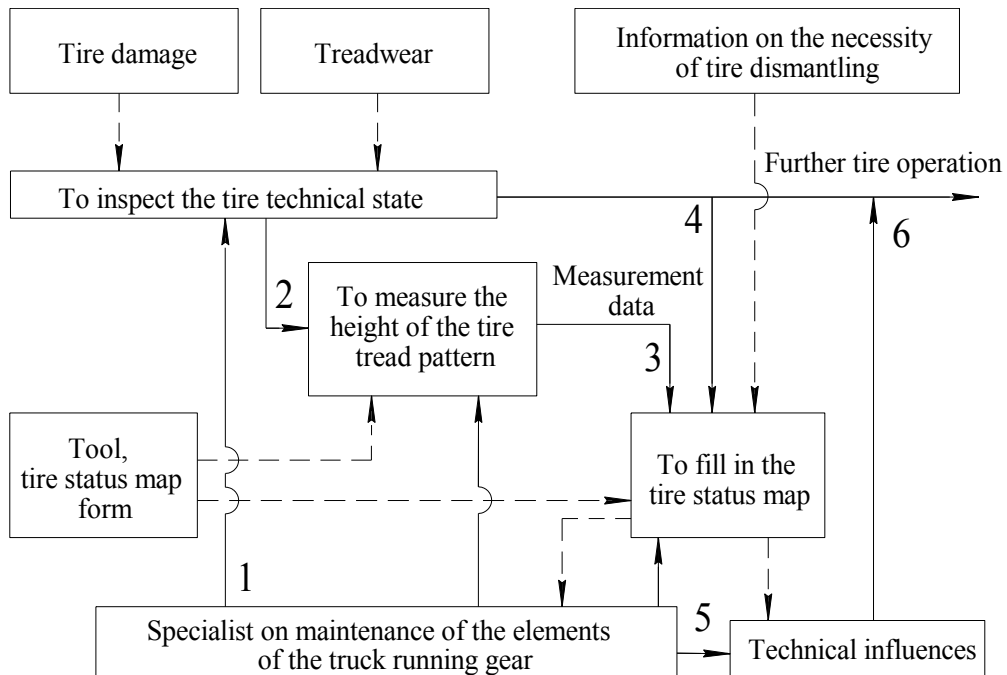 Tire damage
Treadwear
Information on the necessity
of tire dismantling
Further tire operation
To inspect the tire technical state
4
6
2
To measure the
height of the tire
tread pattern
Measurement
data
3
Tool,
tire status map
form
To fill in the
tire status map
1
5
Specialist on maintenance of the elements
of the truck running gear
Technical influences